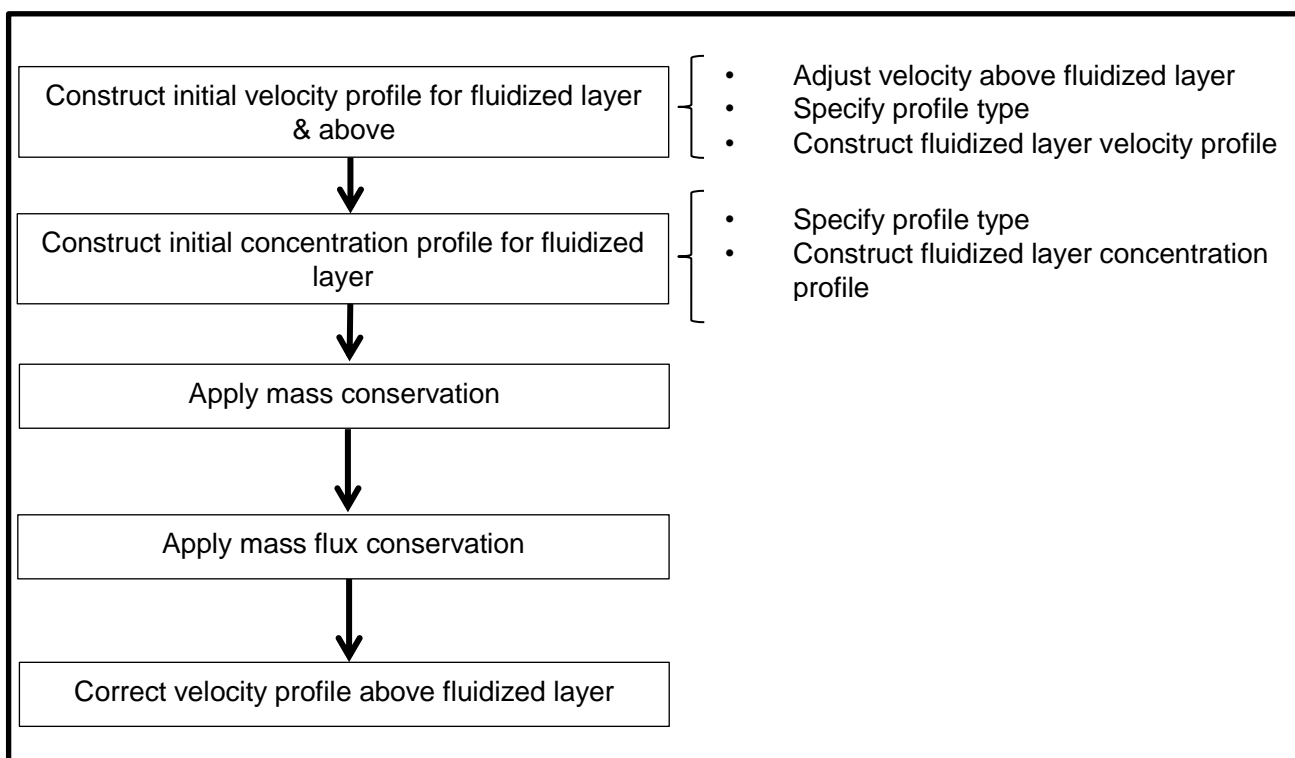 Construct initial velocity profile for fluidized layer
& above
• Adjust velocity above fluidized layer
• Specify profile type
• Construct fluidized layer velocity profile
Construct initial concentration profile for fluidized
layer
• Specify profile type
• Construct fluidized layer concentration
profile
Apply mass conservation
Apply mass flux conservation
Correct velocity profile above fluidized layer